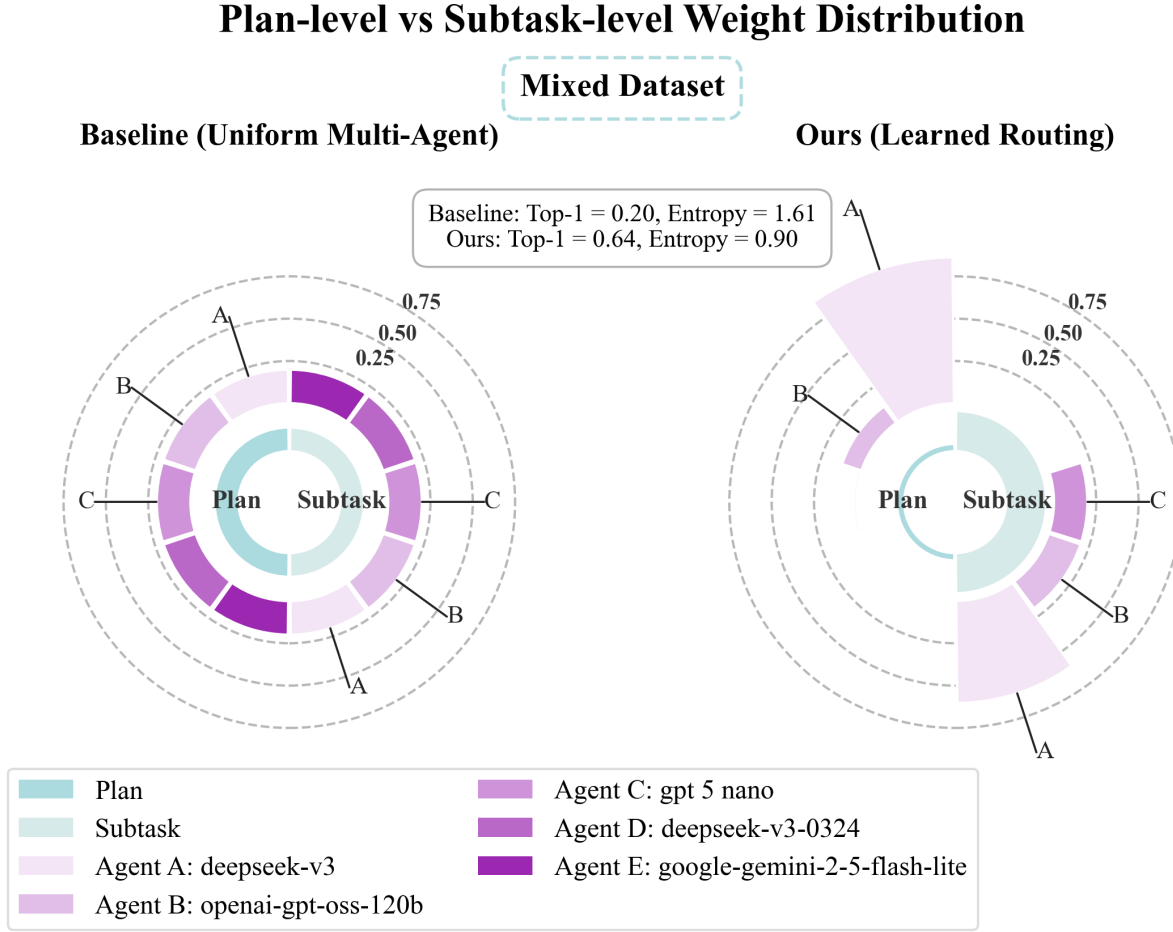 Plan-level vs Subtask-level Weight Distribution
Mixed Dataset
Baseline (Uniform Multi-Agent)
Ours (Learned Routing)
Baseline: Top-1 = 0.20, Entropy = 1.61
Ours: Top-1 = 0.64, Entropy = 0.90
0.75
0.50
0.25
A
B
C
Plan
Subtask
C
B
A
A
0.75
0.50
0.25
B
Plan
Subtask
C
B
A
Plan
Subtask
Agent A: deepseek-v3
Agent B: openai-gpt-oss-120b
Agent C: gpt 5 nano
Agent D: deepseek-v3-0324
Agent E: google-gemini-2-5-flash-lite